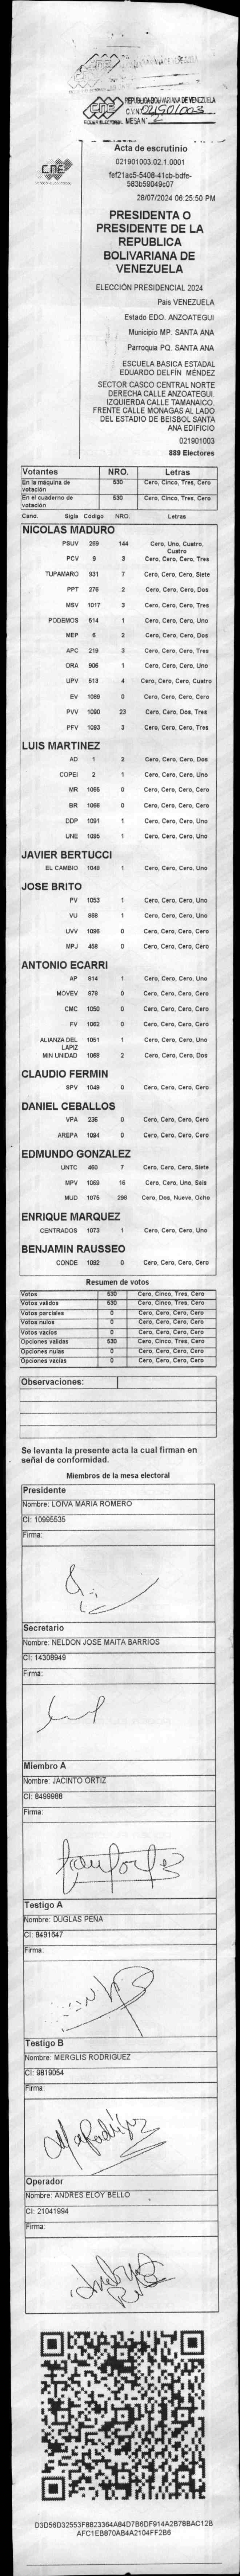 CNE
PODER ELECTORAL
REPUBLICA BOLIVARIANA DE VENEZUELA
021901003
MESA N° 2
CNE
Acta de escrutinio
021901003.02.1.0001
fef21ac5-5408-41cb-bdfe-
583b59049c07
28/07/2024 06:25:50 PM
PRESIDENTA O
PRESIDENTE DE LA
REPUBLICA
BOLIVARIANA DE
VENEZUELA
ELECCIÓN PRESIDENCIAL 2024
Pais VENEZUELA
Estado EDO. ANZOATEGUI
Municipio MP. SANTA ANA
Parroquia PQ. SANTA ANA
ESCUELA BASICA ESTADAL
EDUARDO DELFÍN MÉNDEZ
SECTOR CASCO CENTRAL NORTE
DERECHA CALLE ANZOATEGUI.
IZQUIERDA CALLE TAMANAICO.
FRENTE CALLE MONAGAS AL LADO
DEL ESTADIO DE BEISBOL SANTA
ANA EDIFICIO
021901003
889 Electores
Votantes NRO. Letras
En la máquina de votación 530 Cero, Cinco, Tres, Cero
En el cuaderno de votación 530 Cero, Cinco, Tres, Cero
Cand. Sigla Código NRO. Letras
NICOLAS MADURO
PSUV 269 144 Cero, Uno, Cuatro, Cuatro
PCV 9 3 Cero, Cero, Cero, Tres
TUPAMARO 931 7 Cero, Cero, Cero, Siete
PPT 276 2 Cero, Cero, Cero, Dos
MSV 1017 3 Cero, Cero, Cero, Tres
PODEMOS 514 1 Cero, Cero, Cero, Uno
MEP 6 2 Cero, Cero, Cero, Dos
APC 219 3 Cero, Cero, Cero, Tres
ORA 906 1 Cero, Cero, Cero, Uno
UPV 513 4 Cero, Cero, Cero, Cuatro
EV 1089 0 Cero, Cero, Cero, Cero
PVV 1090 23 Cero, Cero, Dos, Tres
PFV 1093 3 Cero, Cero, Cero, Tres
LUIS MARTINEZ
AD 1 2 Cero, Cero, Cero, Dos
COPEI 2 1 Cero, Cero, Cero, Uno
MR 1065 0 Cero, Cero, Cero, Cero
BR 1066 0 Cero, Cero, Cero, Cero
DDP 1091 1 Cero, Cero, Cero, Uno
UNE 1095 1 Cero, Cero, Cero, Uno
JAVIER BERTUCCI
EL CAMBIO 1048 1 Cero, Cero, Cero, Uno
JOSE BRITO
PV 1053 1 Cero, Cero, Cero, Uno
VU 868 1 Cero, Cero, Cero, Uno
UVV 1096 0 Cero, Cero, Cero, Cero
MPJ 458 0 Cero, Cero, Cero, Cero
ANTONIO ECARRI
AP 814 1 Cero, Cero, Cero, Uno
MOVEV 978 0 Cero, Cero, Cero, Cero
CMC 1050 0 Cero, Cero, Cero, Cero
FV 1062 0 Cero, Cero, Cero, Cero
ALIANZA DEL LAPIZ 1051 1 Cero, Cero, Cero, Uno
MIN UNIDAD 1068 2 Cero, Cero, Cero, Dos
CLAUDIO FERMIN
SPV 1049 0 Cero, Cero, Cero, Cero
DANIEL CEBALLOS
VPA 236 0 Cero, Cero, Cero, Cero
AREPA 1094 0 Cero, Cero, Cero, Cero
EDMUNDO GONZALEZ
UNTC 460 7 Cero, Cero, Cero, Siete
MPV 1069 16 Cero, Cero, Uno, Seis
MUD 1075 298 Cero, Dos, Nueve, Ocho
ENRIQUE MARQUEZ
CENTRADOS 1073 1 Cero, Cero, Cero, Uno
BENJAMIN RAUSSEO
CONDE 1092 0 Cero, Cero, Cero, Cero
Resumen de votos
Votos 530 Cero, Cinco, Tres, Cero
Votos validos 530 Cero, Cinco, Tres, Cero
Votos parciales 0 Cero, Cero, Cero, Cero
Votos nulos 0 Cero, Cero, Cero, Cero
Votos vacios 0 Cero, Cero, Cero, Cero
Opciones validas 530 Cero, Cinco, Tres, Cero
Opciones nulas 0 Cero, Cero, Cero, Cero
Opciones vacias 0 Cero, Cero, Cero, Cero
Observaciones:
Se levanta la presente acta la cual firman en
señal de conformidad.
Miembros de la mesa electoral
Presidente
Nombre: LOIVA MARIA ROMERO
CI: 10995535
Firma:
Secretario
Nombre: NELDON JOSE MAITA BARRIOS
CI: 14308949
Firma:
Miembro A
Nombre: JACINTO ORTIZ
CI: 8499988
Firma:
Testigo A
Nombre: DUGLAS PEÑA
CI: 8491647
Firma:
Testigo B
Nombre: MERGLIS RODRIGUEZ
CI: 9819054
Firma:
Operador
Nombre: ANDRES ELOY BELLO
CI: 21041994
Firma:
D3D56D32553F8823364A84D7B6DF914A2B76BAC12B
AFC1EB870AB4A2104FF2B6